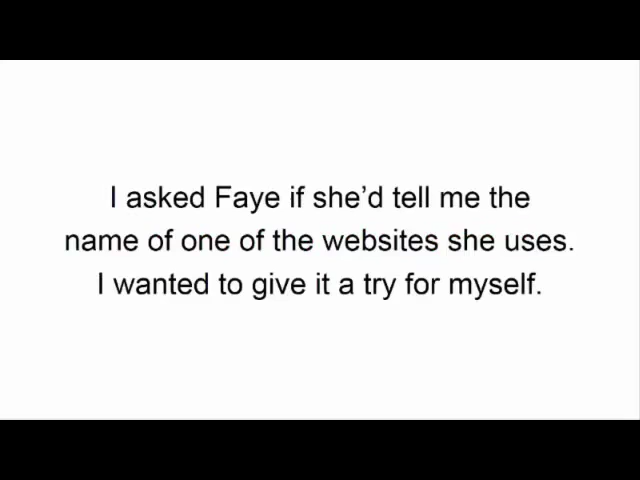 I asked Faye if she’d tell me the
name of one of the websites she uses.
I wanted to give it a try for myself.